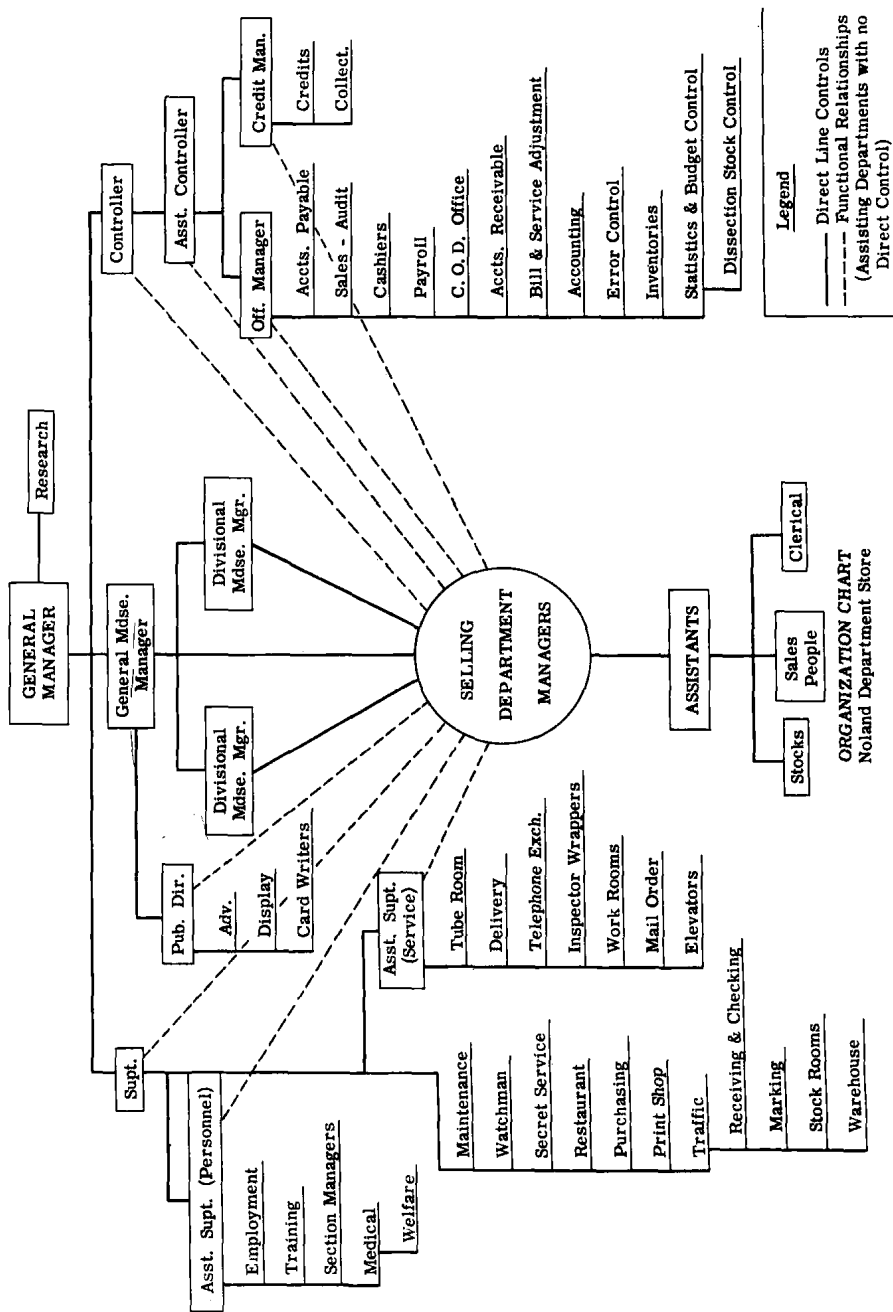 GENERAL
MANAGER
Research
Supt.
General Mdse.
Manager
Controller
Asst. Supt. (Personnel)
Employment
Training
Section Managers
Medical
Welfare
Maintenance
Watchman
Secret Service
Restaurant
Purchasing
Print Shop
Traffic
Receiving & Checking
Marking
Stock Rooms
Warehouse
Asst. Supt.
(Service)
Tube Room
Delivery
Telephone Exch.
Inspector Wrappers
Work Rooms
Mail Order
Elevators
Pub. Dir.
Adv.
Display
Card Writers
Divisional
Mdse. Mgr.
Divisional
Mdse. Mgr.
Asst. Controller
Off. Manager
Accts. Payable
Sales - Audit
Cashiers
Payroll
C. O. D. Office
Accts. Receivable
Bill & Service Adjustment
Accounting
Error Control
Inventories
Statistics & Budget Control
Dissection Stock Control
Credit Man.
Credits
Collect.
SELLING
DEPARTMENT
MANAGERS
ASSISTANTS
Stocks
Sales
People
Clerical
ORGANIZATION CHART
Noland Department Store
Legend
Direct Line Controls
Functional Relationships
(Assisting Departments with no
Direct Control)